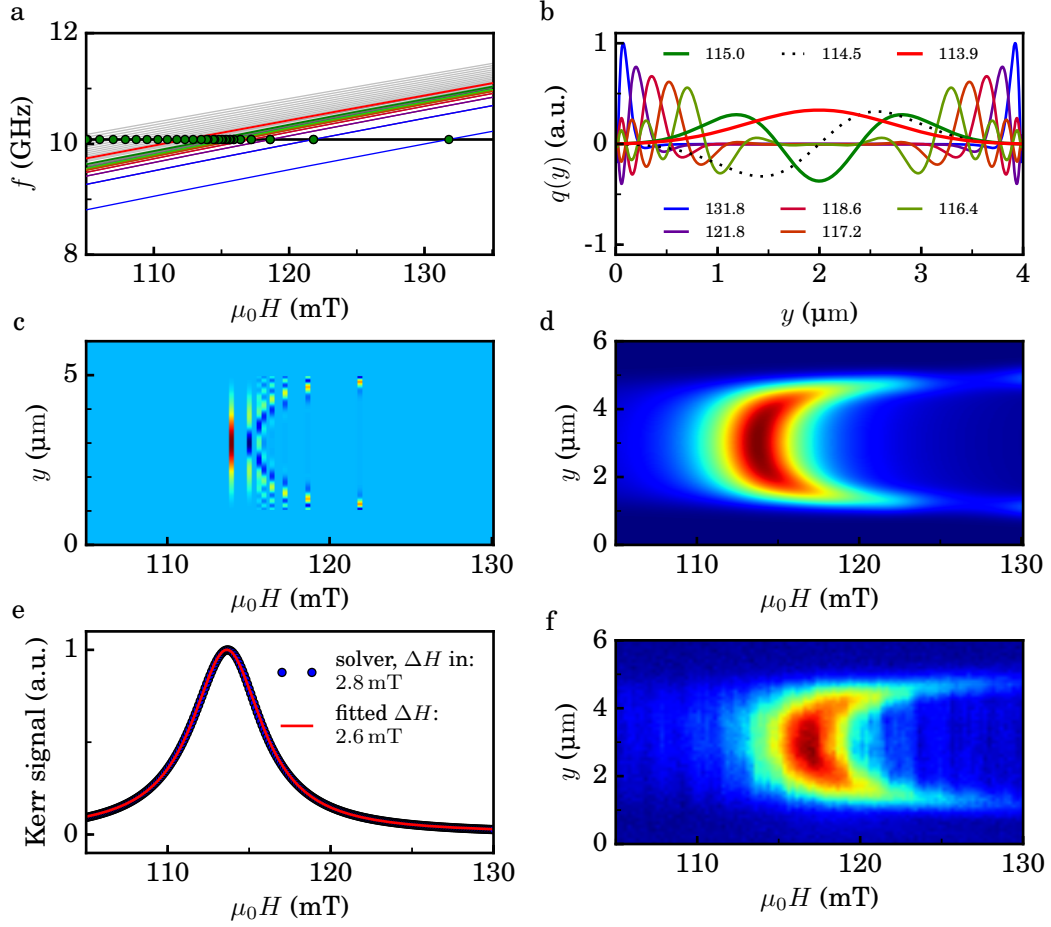 a
12
10
8
f (GHz)
110
120
130
μ₀H (mT)
b
1
0
-1
q(y) (a.u.)
115.0
114.5
113.9
131.8
118.6
116.4
121.8
117.2
0
1
2
3
4
y (µm)
c
5
0
y (µm)
110
120
130
μ₀H (mT)
d
6
4
2
0
y (µm)
110
120
130
μ₀H (mT)
e
1
0
Kerr signal (a.u.)
solver, ΔH in:
2.8 mT
fitted ΔH:
2.6 mT
110
120
130
μ₀H (mT)
f
6
4
2
0
y (µm)
110
120
130
μ₀H (mT)